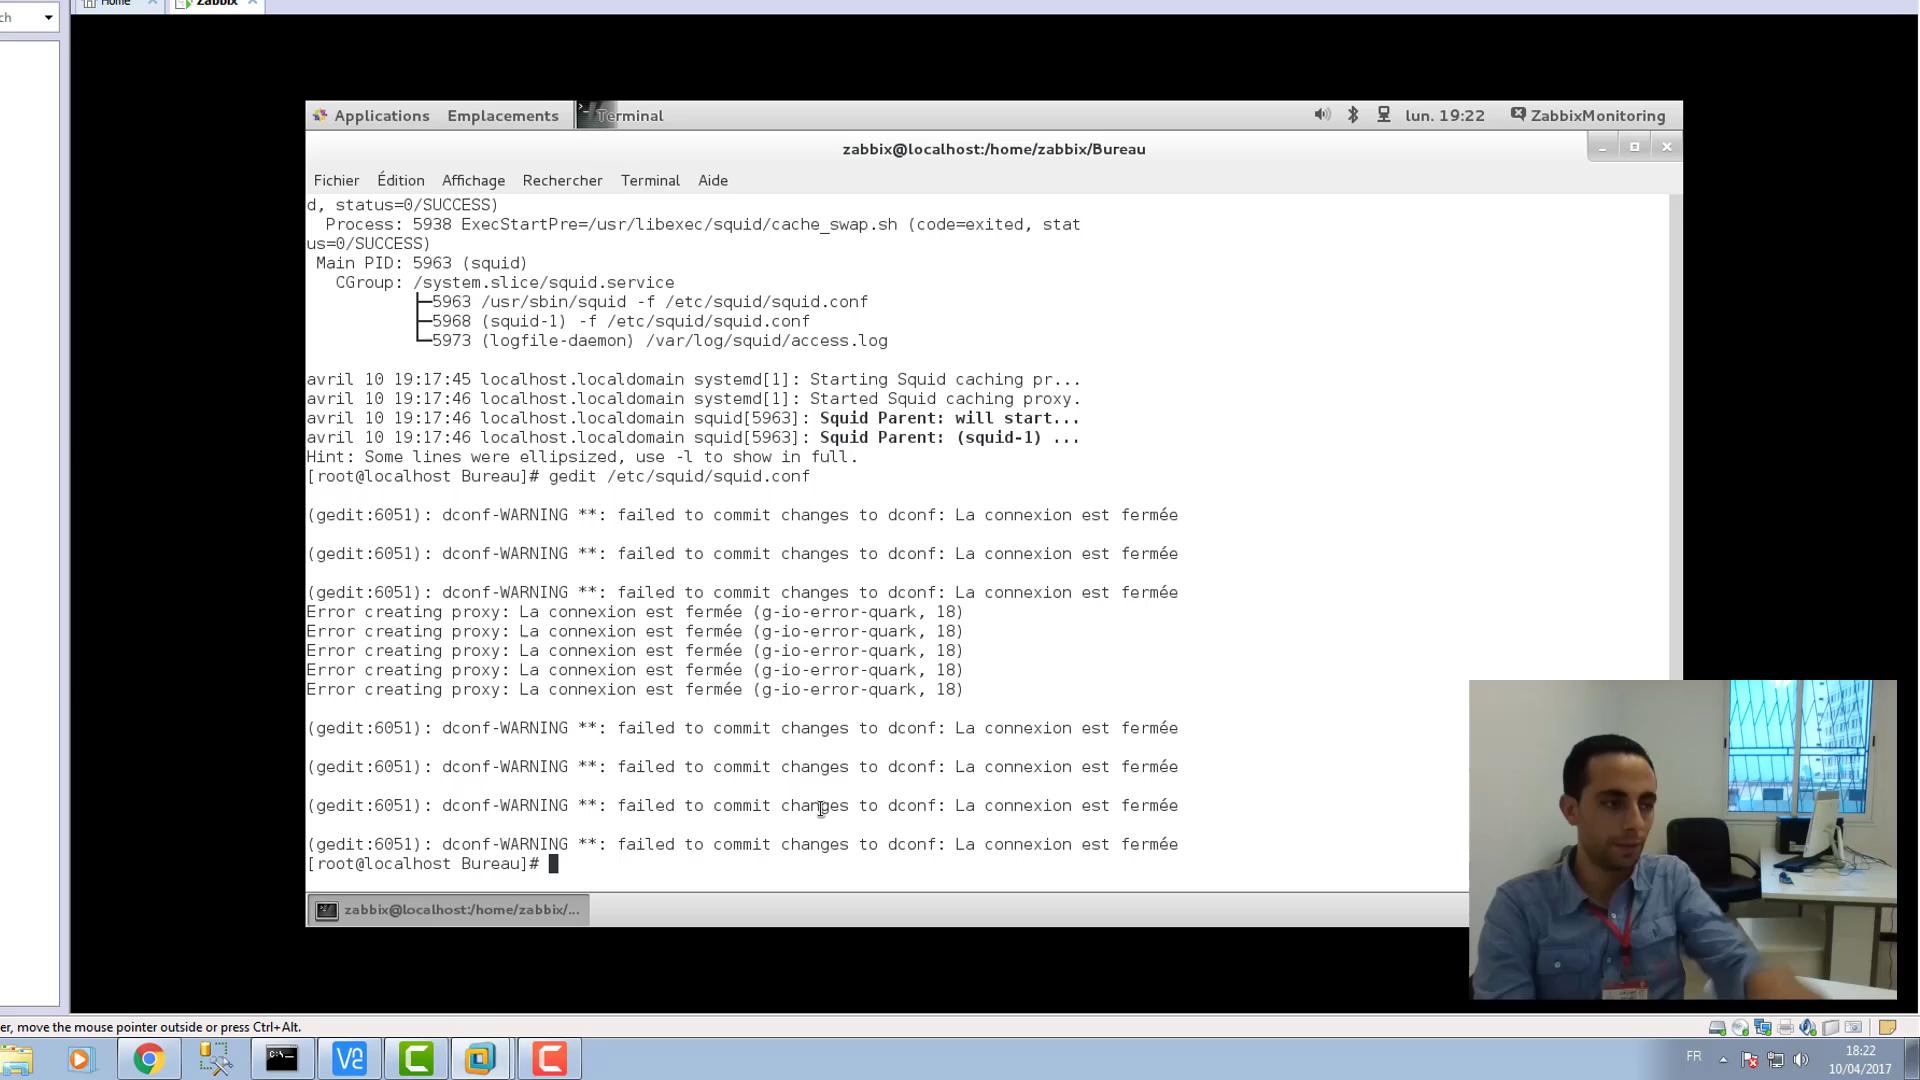 ch
Home
Zabbix
Applications Emplacements Terminal lun. 19:22 ZabbixMonitoring
zabbix@localhost:/home/zabbix/Bureau
Fichier Édition Affichage Rechercher Terminal Aide
d, status=0/SUCCESS)
Process: 5938 ExecStartPre=/usr/libexec/squid/cache_swap.sh (code=exited, stat
us=0/SUCCESS)
Main PID: 5963 (squid)
CGroup: /system.slice/squid.service
├─5963 /usr/sbin/squid -f /etc/squid/squid.conf
├─5968 (squid-1) -f /etc/squid/squid.conf
└─5973 (logfile-daemon) /var/log/squid/access.log
avril 10 19:17:45 localhost.localdomain systemd[1]: Starting Squid caching pr...
avril 10 19:17:46 localhost.localdomain systemd[1]: Started Squid caching proxy.
avril 10 19:17:46 localhost.localdomain squid[5963]: Squid Parent: will start...
avril 10 19:17:46 localhost.localdomain squid[5963]: Squid Parent: (squid-1) ...
Hint: Some lines were ellipsized, use -l to show in full.
[root@localhost Bureau]# gedit /etc/squid/squid.conf
(gedit:6051): dconf-WARNING **: failed to commit changes to dconf: La connexion est fermée
(gedit:6051): dconf-WARNING **: failed to commit changes to dconf: La connexion est fermée
(gedit:6051): dconf-WARNING **: failed to commit changes to dconf: La connexion est fermée
Error creating proxy: La connexion est fermée (g-io-error-quark, 18)
Error creating proxy: La connexion est fermée (g-io-error-quark, 18)
Error creating proxy: La connexion est fermée (g-io-error-quark, 18)
Error creating proxy: La connexion est fermée (g-io-error-quark, 18)
Error creating proxy: La connexion est fermée (g-io-error-quark, 18)
(gedit:6051): dconf-WARNING **: failed to commit changes to dconf: La connexion est fermée
(gedit:6051): dconf-WARNING **: failed to commit changes to dconf: La connexion est fermée
(gedit:6051): dconf-WARNING **: failed to commit changes to dconf: La connexion est fermée
(gedit:6051): dconf-WARNING **: failed to commit changes to dconf: La connexion est fermée
[root@localhost Bureau]#
zabbix@localhost:/home/zabbix/...
er, move the mouse pointer outside or press Ctrl+Alt.
FR
18:22
10/04/2017